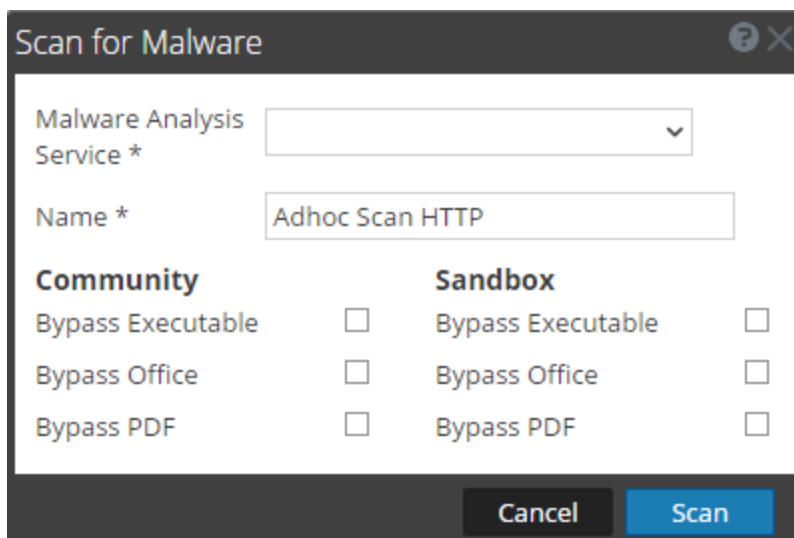 Scan for Malware
Malware Analysis
Service *
Name * Adhoc Scan HTTP
Community Sandbox
Bypass Executable Bypass Executable
Bypass Office Bypass Office
Bypass PDF Bypass PDF
Cancel Scan